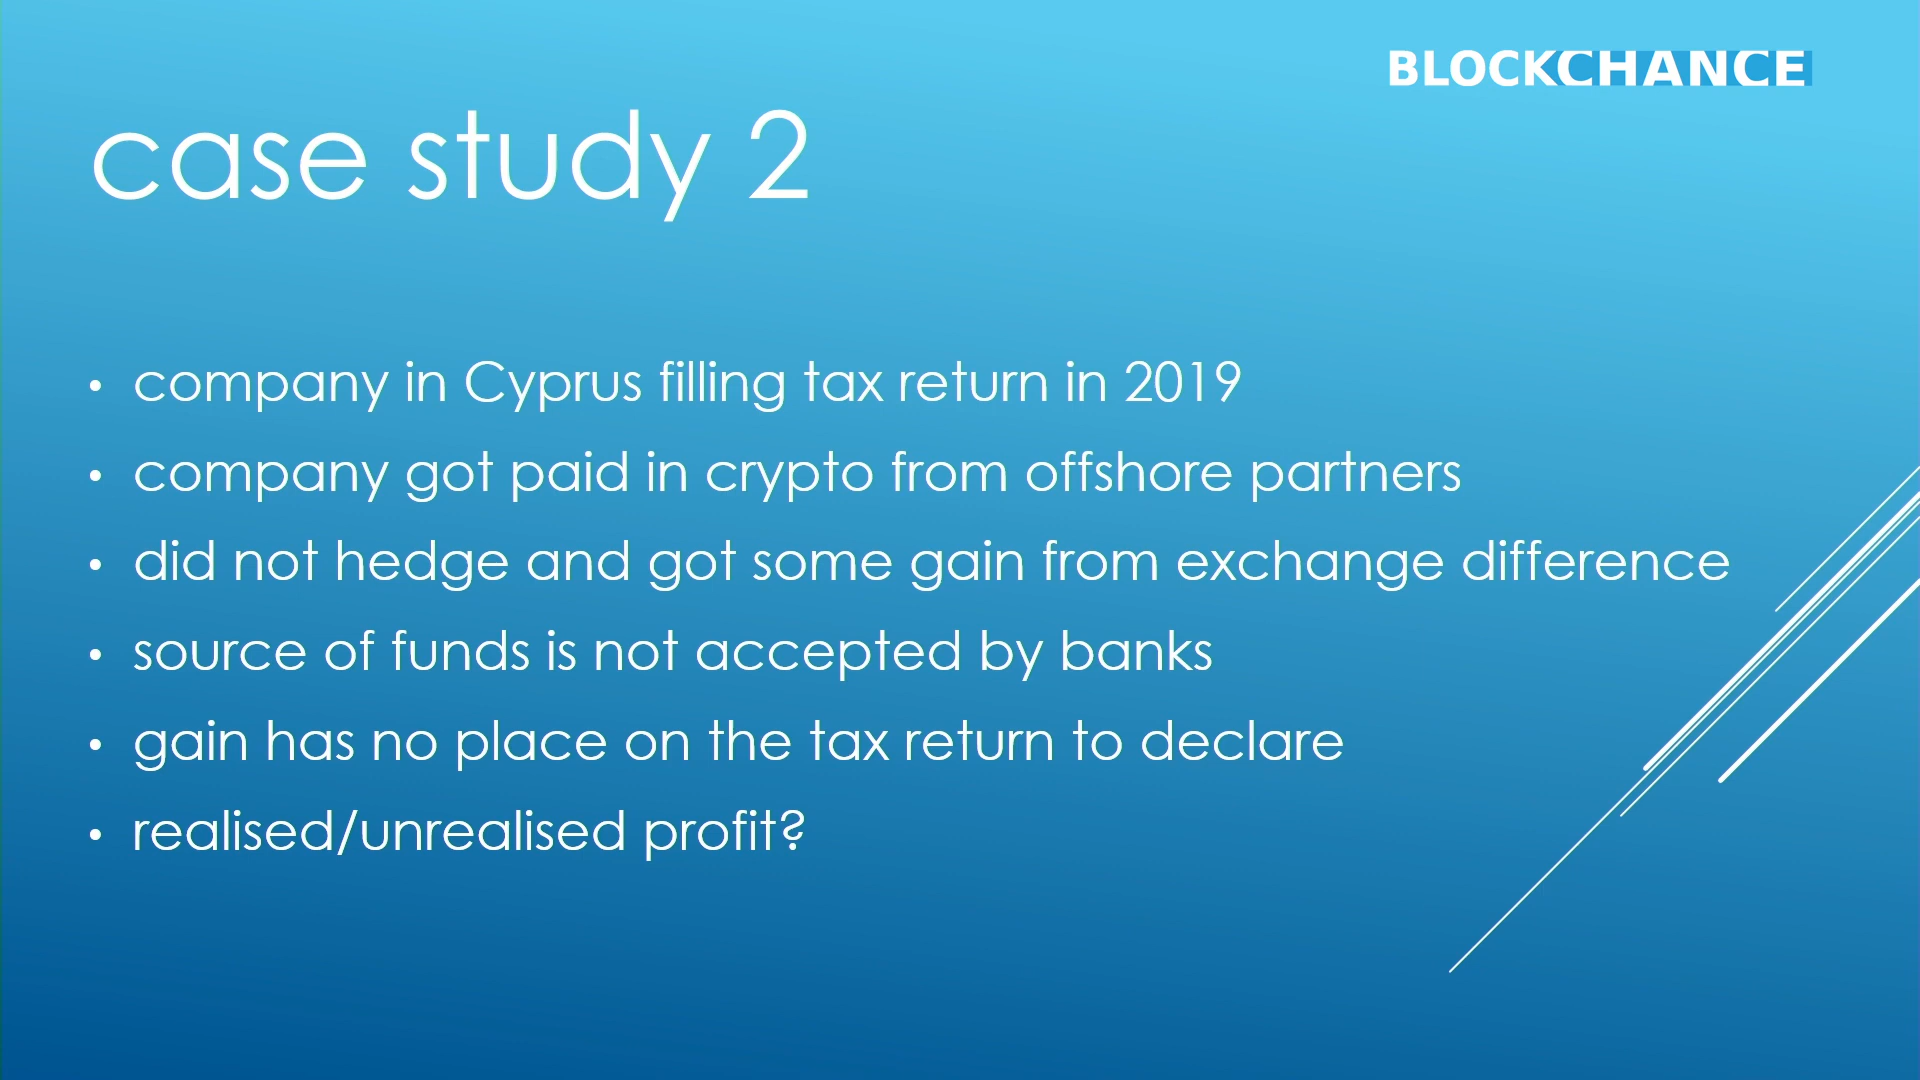 BLOCKCHANCE
case study 2
• company in Cyprus filling tax return in 2019
• company got paid in crypto from offshore partners
• did not hedge and got some gain from exchange difference
• source of funds is not accepted by banks
• gain has no place on the tax return to declare
• realised/unrealised profit?